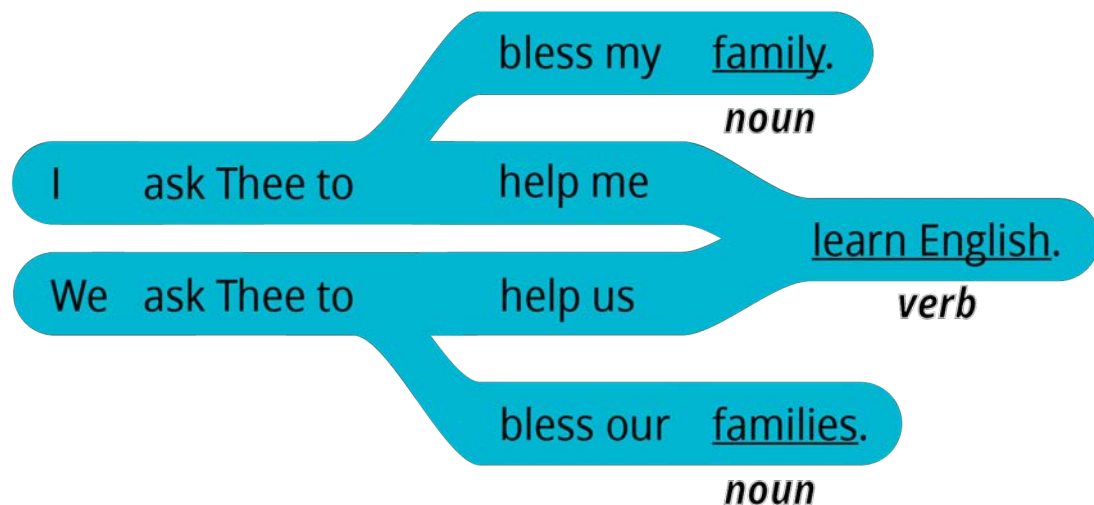 bless my family.
noun
I ask Thee to help me
learn English.
verb
We ask Thee to help us
bless our families.
noun